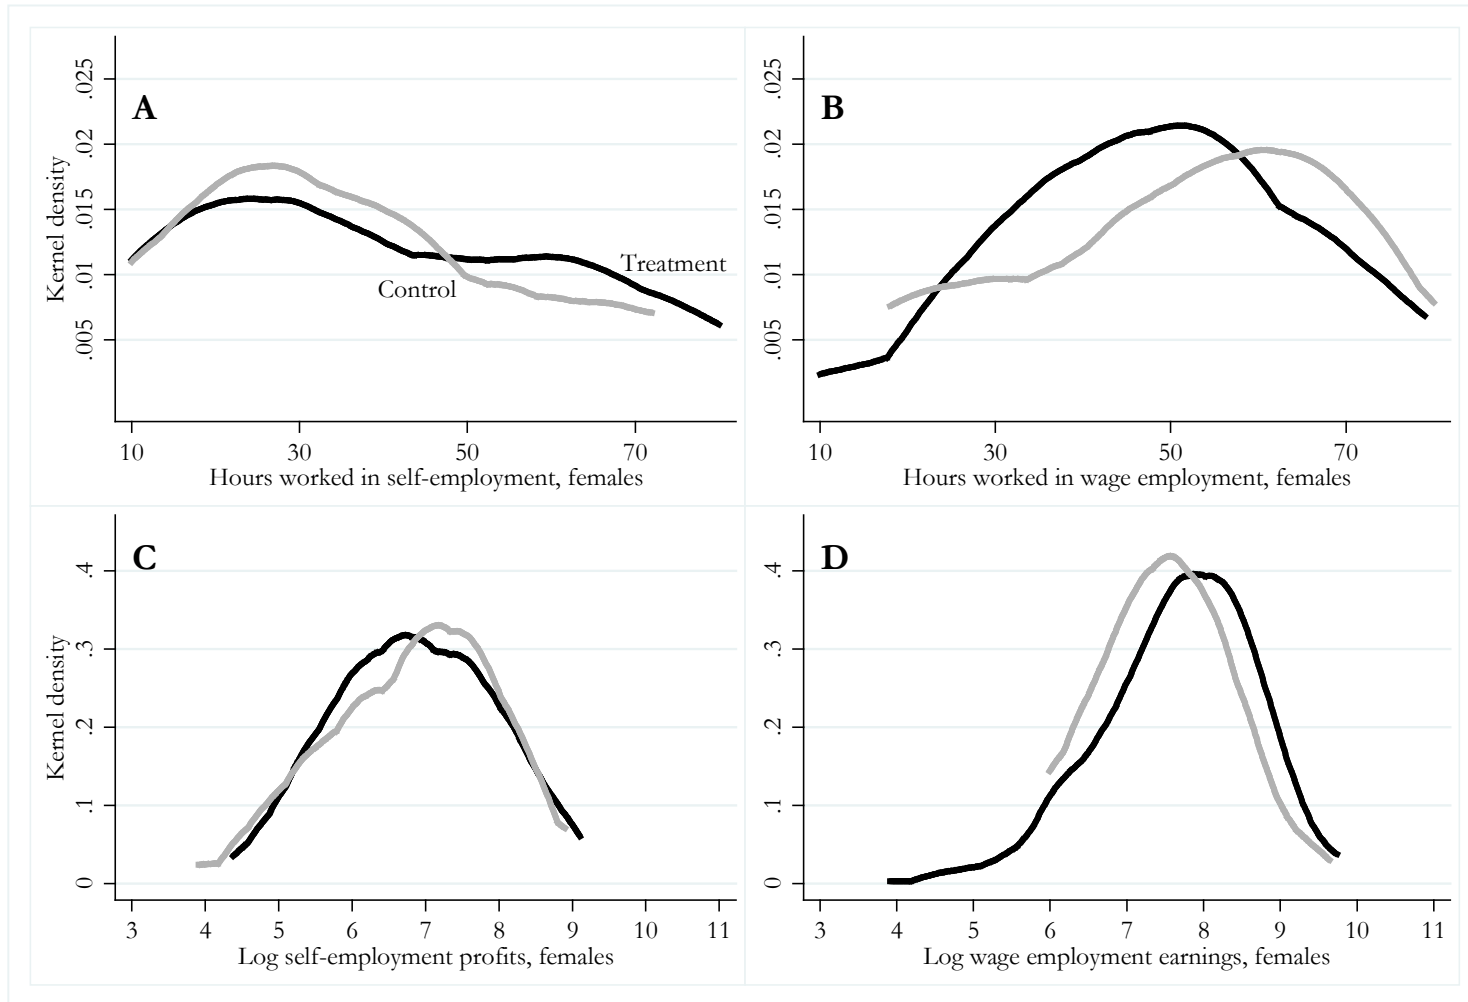 A
Kernel density
.025
.02
.015
.01
.005
Treatment
Control
10 30 50 70
Hours worked in self-employment, females
B
.025
.02
.015
.01
.005
10 30 50 70
Hours worked in wage employment, females
C
Kernel density
.4
.3
.2
.1
0
3 4 5 6 7 8 9 10 11
Log self-employment profits, females
D
.4
.3
.2
.1
0
3 4 5 6 7 8 9 10 11
Log wage employment earnings, females